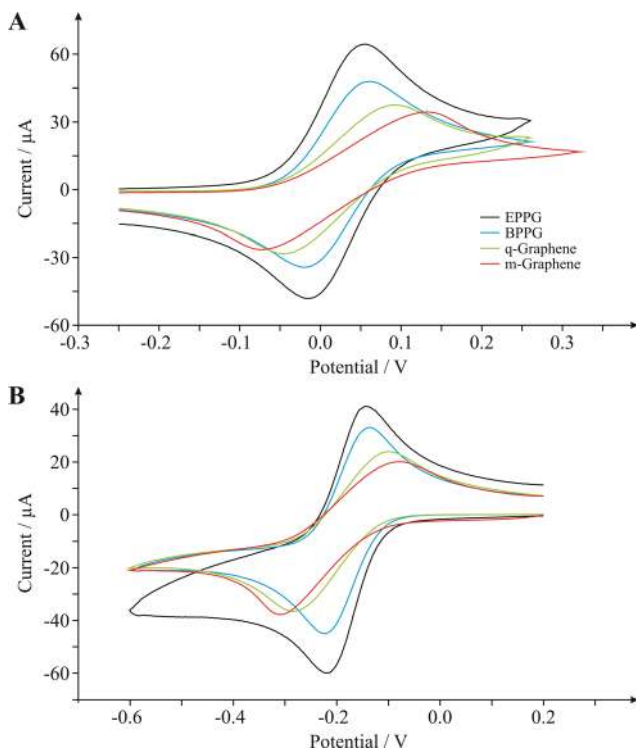 A
60
30
0
-30
-60
Current / μA
EPPG
BPPG
q-Graphene
m-Graphene
-0.3 -0.2 -0.1 0.0 0.1 0.2 0.3
Potential / V
B
40
20
0
-20
-40
-60
Current / μA
-0.6 -0.4 -0.2 0.0 0.2
Potential / V